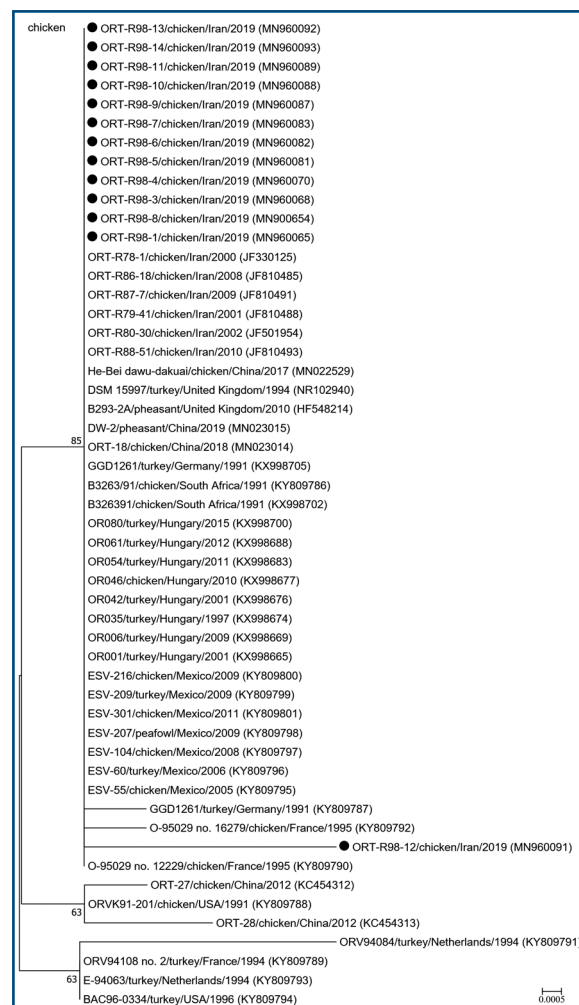 chicken
ORT-R98-13/chicken/Iran/2019 (MN960092)
ORT-R98-14/chicken/Iran/2019 (MN960093)
ORT-R98-11/chicken/Iran/2019 (MN960089)
ORT-R98-10/chicken/Iran/2019 (MN960088)
ORT-R98-9/chicken/Iran/2019 (MN960087)
ORT-R98-7/chicken/Iran/2019 (MN960083)
ORT-R98-6/chicken/Iran/2019 (MN960082)
ORT-R98-5/chicken/Iran/2019 (MN960081)
ORT-R98-4/chicken/Iran/2019 (MN960070)
ORT-R98-3/chicken/Iran/2019 (MN960068)
ORT-R98-8/chicken/Iran/2019 (MN900654)
ORT-R98-1/chicken/Iran/2019 (MN960065)
ORT-R78-1/chicken/Iran/2000 (JF330125)
ORT-R86-18/chicken/Iran/2008 (JF810485)
ORT-R87-7/chicken/Iran/2009 (JF810491)
ORT-R79-41/chicken/Iran/2001 (JF810488)
ORT-R80-30/chicken/Iran/2002 (JF501954)
ORT-R88-51/chicken/Iran/2010 (JF810493)
He-Bei dawu-dakuai/chicken/China/2017 (MN022529)
DSM 15997/turkey/United Kingdom/1994 (NR102940)
B293-2A/pheasant/United Kingdom/2010 (HF548214)
DW-2/pheasant/China/2019 (MN023015)
85
ORT-18/chicken/China/2018 (MN023014)
GGD1261/turkey/Germany/1991 (KX998705)
B3263/91/chicken/South Africa/1991 (KY809786)
B326391/chicken/South Africa/1991 (KX998702)
OR080/turkey/Hungary/2015 (KX998700)
OR061/turkey/Hungary/2012 (KX998688)
OR054/turkey/Hungary/2011 (KX998683)
OR046/chicken/Hungary/2010 (KX998677)
OR042/turkey/Hungary/2001 (KX998676)
OR035/turkey/Hungary/1997 (KX998674)
OR006/turkey/Hungary/2009 (KX998669)
OR001/turkey/Hungary/2001 (KX998665)
ESV-216/chicken/Mexico/2009 (KY809800)
ESV-209/turkey/Mexico/2009 (KY809799)
ESV-301/chicken/Mexico/2011 (KY809801)
ESV-207/peafowl/Mexico/2009 (KY809798)
ESV-104/chicken/Mexico/2008 (KY809797)
ESV-60/turkey/Mexico/2006 (KY809796)
ESV-55/chicken/Mexico/2005 (KY809795)
GGD1261/turkey/Germany/1991 (KY809787)
O-95029 no. 16279/chicken/France/1995 (KY809792)
ORT-R98-12/chicken/Iran/2019 (MN960091)
O-95029 no. 12229/chicken/France/1995 (KY809790)
ORT-27/chicken/China/2012 (KC454312)
ORVK91-201/chicken/USA/1991 (KY809788)
63
ORT-28/chicken/China/2012 (KC454313)
ORV94084/turkey/Netherlands/1994 (KY809791)
ORV94108 no. 2/turkey/France/1994 (KY809789)
63
E-94063/turkey/Netherlands/1994 (KY809793)
BAC96-0334/turkey/USA/1996 (KY809794)
0.0005